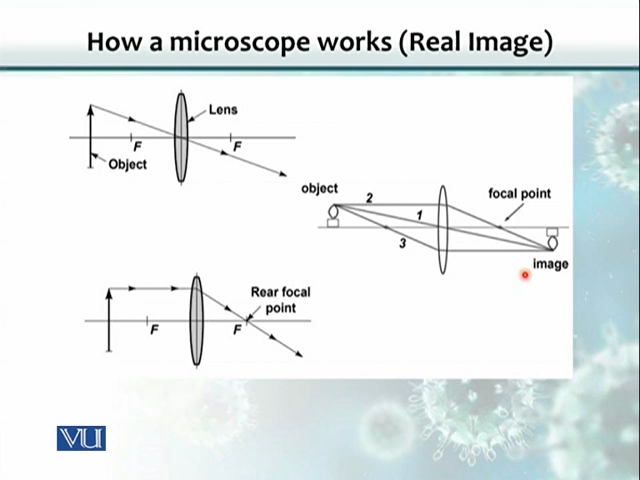 How a microscope works (Real Image)
Lens
F
F
Object
object
2
focal point
1
3
image
Rear focal
point
F
F
VU